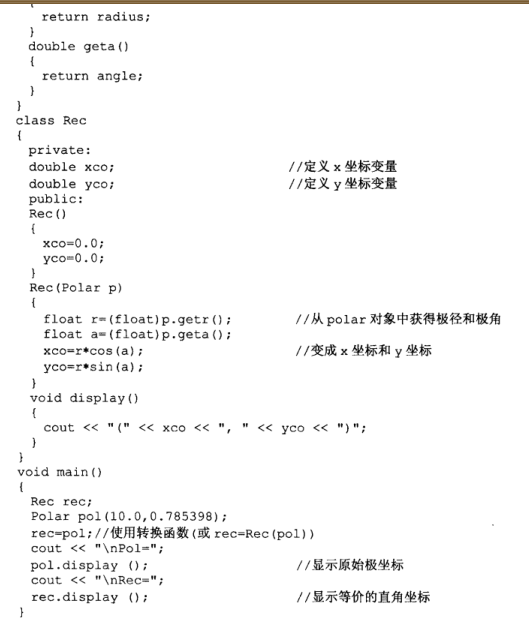 {
return radius;
}
double geta()
{
return angle;
}
}
class Rec
{
private:
double xco; //定义 x 坐标变量
double yco; //定义 y 坐标变量
public:
Rec()
{
xco=0.0;
yco=0.0;
}
Rec(Polar p)
{
float r=(float)p.getr(); //从 polar 对象中获得极径和极角
float a=(float)p.geta();
xco=r*cos(a); //变成 x 坐标和 y 坐标
yco=r*sin(a);
}
void display()
{
cout << "(" << xco << ", " << yco << ")";
}
}
void main()
{
Rec rec;
Polar pol(10.0,0.785398);
rec=pol;//使用转换函数(或 rec=Rec(pol))
cout << "\nPol=";
pol.display (); //显示原始极坐标
cout << "\nRec=";
rec.display (); //显示等价的直角坐标
}